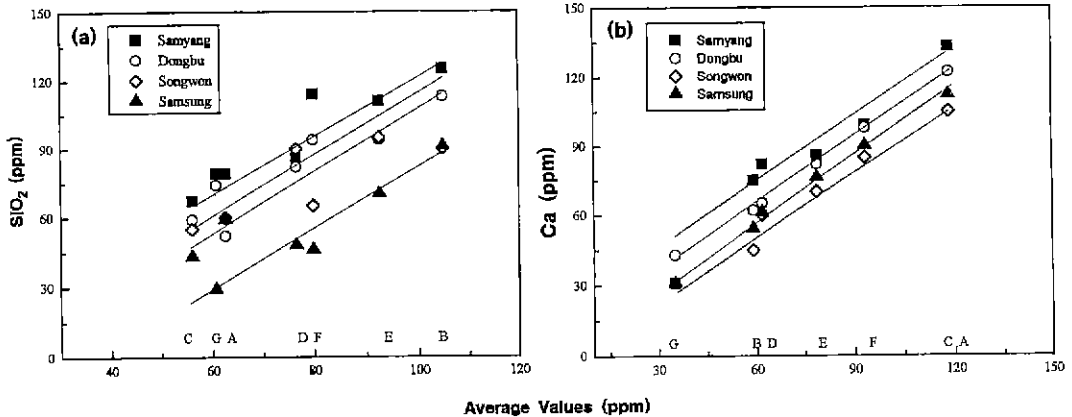 (a)
Samyang
Dongbu
Songwon
Samsung
150
120
90
60
30
0
SiO2 (ppm)
C G A D F E B
40 60 80 100 120
(b)
Samyang
Dongbu
Songwon
Samsung
150
120
90
60
30
0
Ca (ppm)
G B D E F C A
30 60 90 120 150
Average Values (ppm)